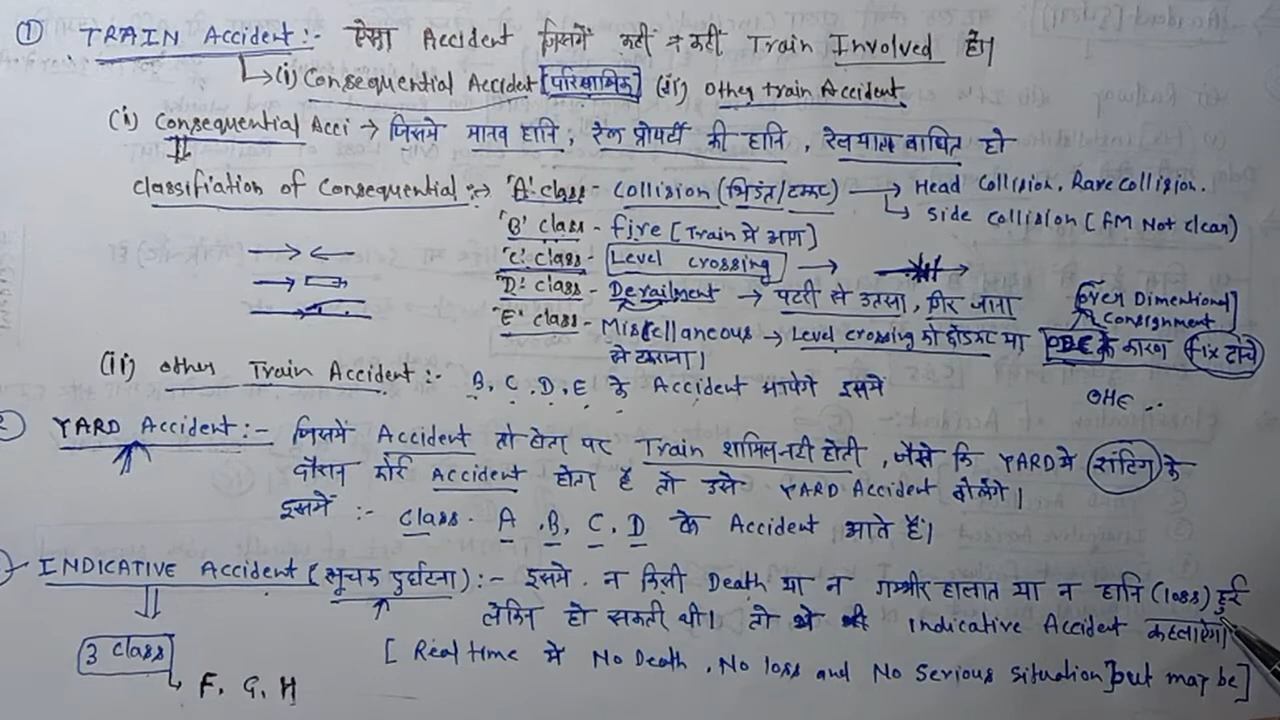 ① TRAIN Accident :- ऐसा Accident जिसमें कहीं न कहीं Train Involved हो।
(i) Consequential Accident [परिणामिक] (ii) Other train Accident.
(i) Consequential Acci → जिसमे मानव हानि, रेल प्रोपर्टी की हानि, रेलयातायात बाधित हो
Classifiation of Consequential :→ 'A' class - Collision (भिडंत/टक्कर) → Head Collision, Rare Collision.
→ Side Collision (FM Not Clear)
'B' class - fire [Train मे आग]
'C' class - Level crossing →
'D' class - Derailment → पटरी से उतरना, गिर जाना
[Over Dimentional Consignment]
'E' class - Miscellaneous → Level crossing को छोडकर या ODC के कारण Fix ढांचे
से टकराना।
(ii) other Train Accident :- B, C, D, E के Accident आयेंगे इसमे
OHE ..
YARD Accident :- जिसमें Accident तो होगा पर Train शामिल नही होगी, जैसे कि YARD मे शंटिंग के
दौरान कोई Accident होता है तो उसे YARD Accident बोलेंगे।
इसमें :- Class. A, B, C, D के Accident आते हैं।
INDICATIVE Accident (सूचक दुर्घटना) :- इसमे न किसी Death या न गम्भीर हालात या न हानि (loss) हुई
लेकिन हो सकती थी। तो Indicative Accident कहलाएगा।
3 class
[Real time मे No Death, No loss and No Serious situation] but may be]
F, G, H